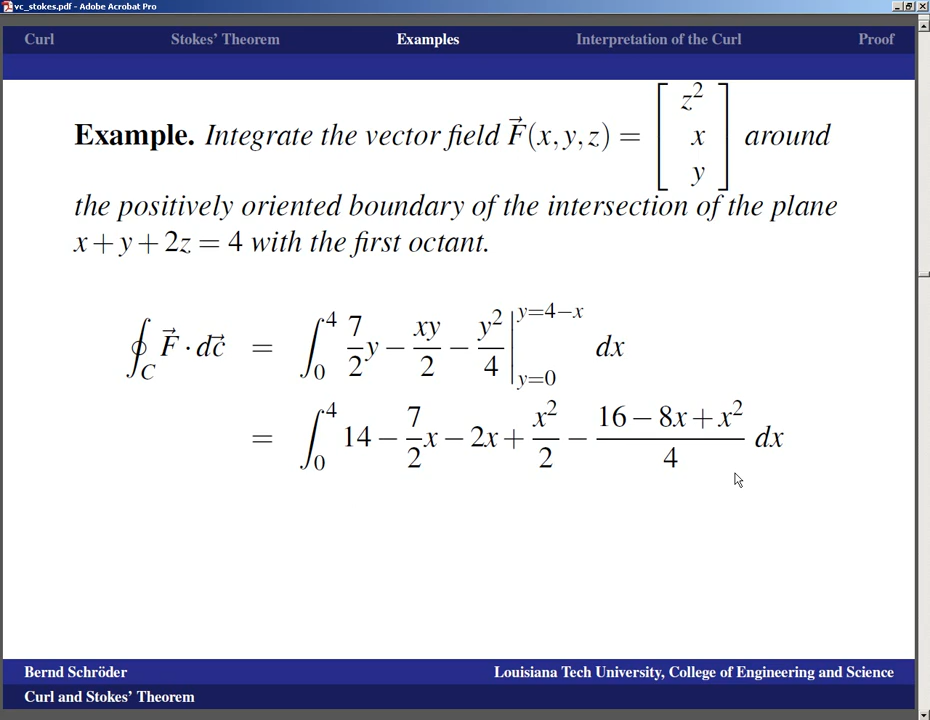 vc_stokes.pdf - Adobe Acrobat Pro
Curl Stokes' Theorem Examples Interpretation of the Curl Proof
Example. Integrate the vector field F⃗(x,y,z) = [ z² x y ] around
the positively oriented boundary of the intersection of the plane
x+y+2z = 4 with the first octant.
∮_C F⃗ · dc⃗ = ∫_0^4 7/2 y − xy/2 − y²/4 |_{y=0}^{y=4−x} dx
= ∫_0^4 14 − 7/2 x − 2x + x²/2 − (16 − 8x + x²)/4 dx
Bernd Schröder Louisiana Tech University, College of Engineering and Science
Curl and Stokes' Theorem